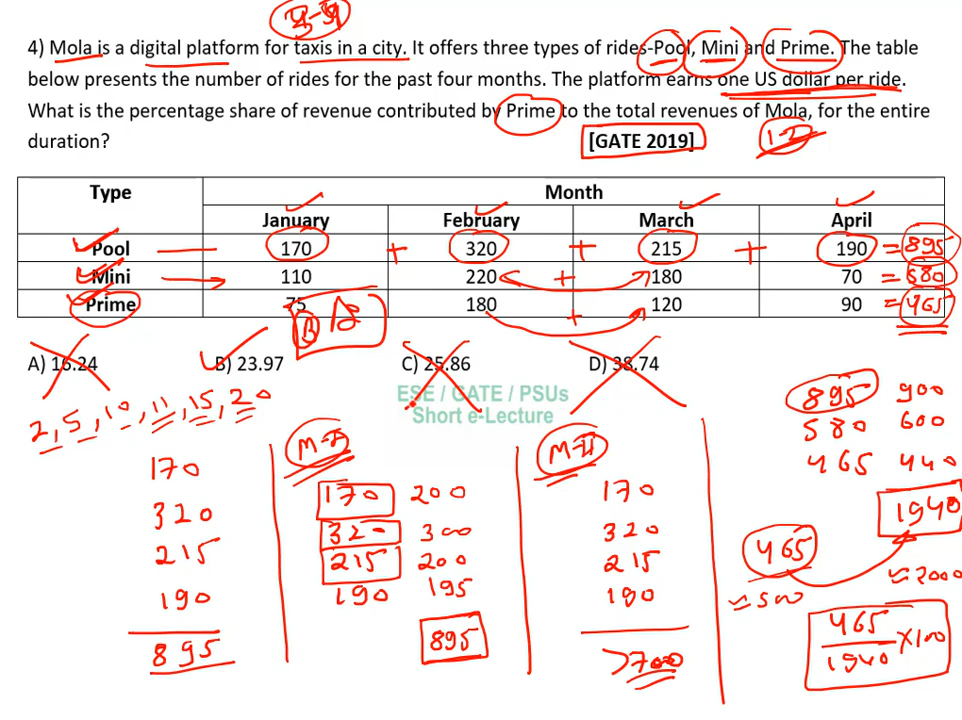 4) Mola is a digital platform for taxis in a city. It offers three types of rides-Pool, Mini and Prime. The table
below presents the number of rides for the past four months. The platform earns one US dollar per ride.
What is the percentage share of revenue contributed by Prime to the total revenues of Mola, for the entire
duration? [GATE 2019] 1-2
Type Month
January February March April
Pool 170 + 320 + 215 + 190 = 895
Mini 110 220 + 180 70 = 580
Prime 75 180 + 120 90 = 465
B
A) 16.24 B) 23.97 C) 25.86 D) 38.74
ESE / GATE / PSUs
Short e-Lecture
2, 5, 10, 11, 15, 20
170
320
215
190
895
M-I
170 200
320 300
215 200
190 195
895
M-II
170
320
215
190
>700
895 900
580 600
465 440
1940
465
≈500
≈2000
465
1940 ×100